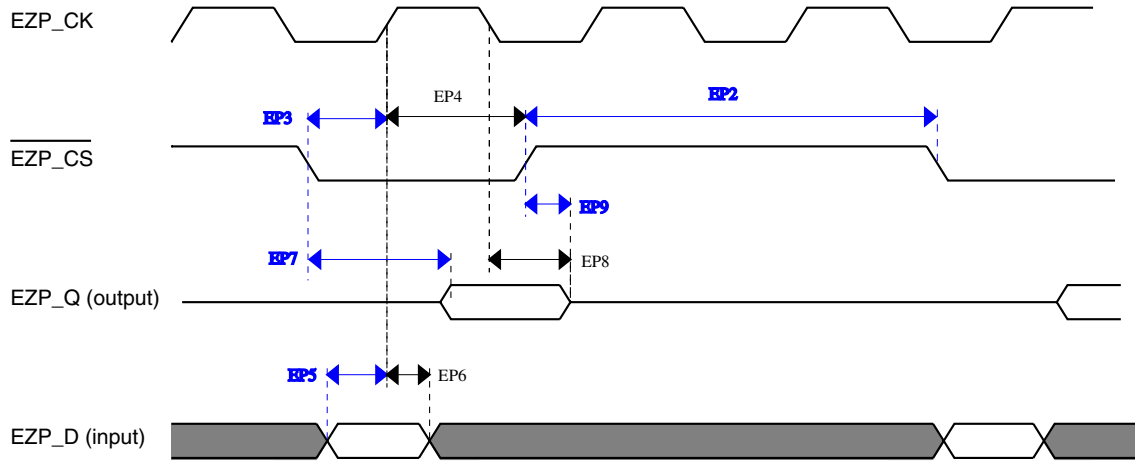 EZP_CK
EP3
EP4
EP2
EZP_CS
EP9
EP7
EP8
EZP_Q (output)
EP5
EP6
EZP_D (input)